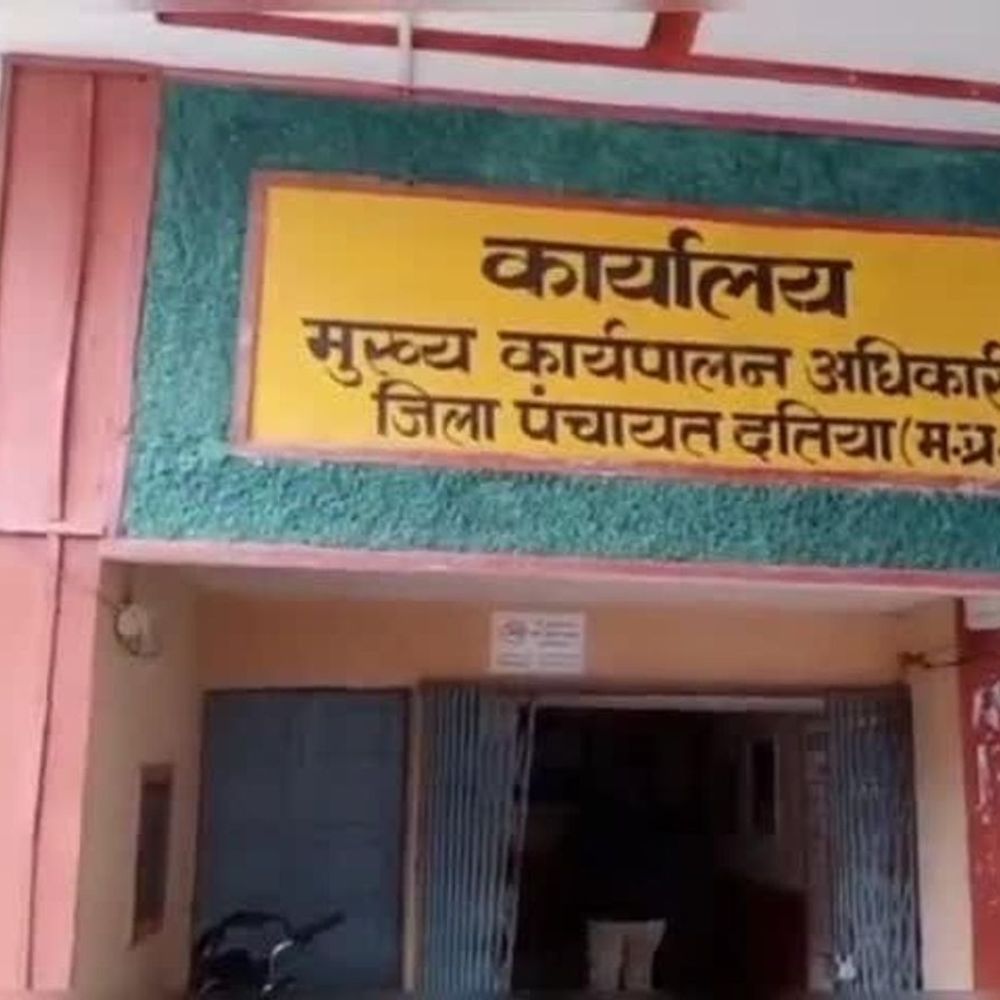 कार्यालय
मुख्य कार्यपालन अधिकारी
जिला पंचायत दतिया (म.प्र.